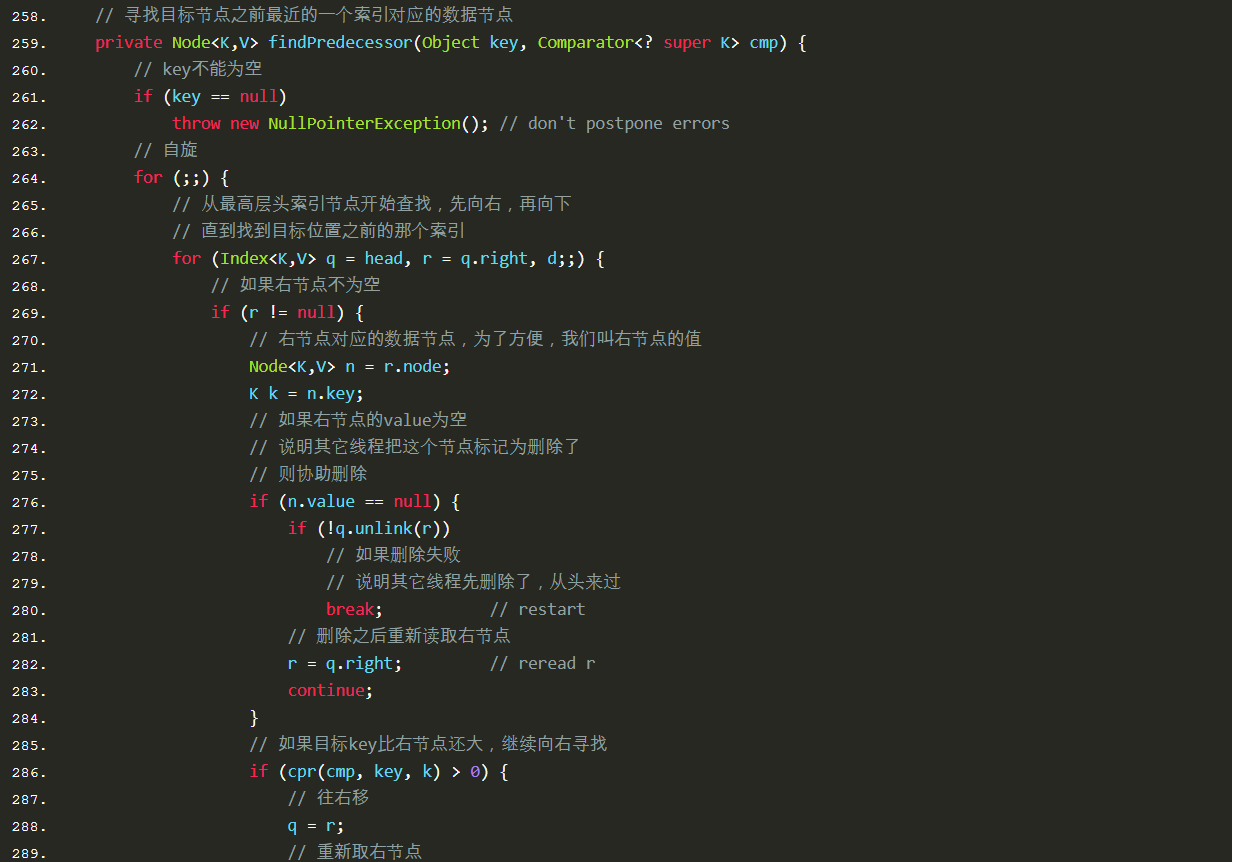 258. // 寻找目标节点之前最近的一个索引对应的数据节点
259. private Node<K,V> findPredecessor(Object key, Comparator<? super K> cmp) {
260. // key不能为空
261. if (key == null)
262. throw new NullPointerException(); // don't postpone errors
263. // 自旋
264. for (;;) {
265. // 从最高层头索引节点开始查找，先向右，再向下
266. // 直到找到目标位置之前的那个索引
267. for (Index<K,V> q = head, r = q.right, d;;) {
268. // 如果右节点不为空
269. if (r != null) {
270. // 右节点对应的数据节点，为了方便，我们叫右节点的值
271. Node<K,V> n = r.node;
272. K k = n.key;
273. // 如果右节点的value为空
274. // 说明其它线程把这个节点标记为删除了
275. // 则协助删除
276. if (n.value == null) {
277. if (!q.unlink(r))
278. // 如果删除失败
279. // 说明其它线程先删除了，从头来过
280. break; // restart
281. // 删除之后重新读取右节点
282. r = q.right; // reread r
283. continue;
284. }
285. // 如果目标key比右节点还大，继续向右寻找
286. if (cpr(cmp, key, k) > 0) {
287. // 往右移
288. q = r;
289. // 重新取右节点